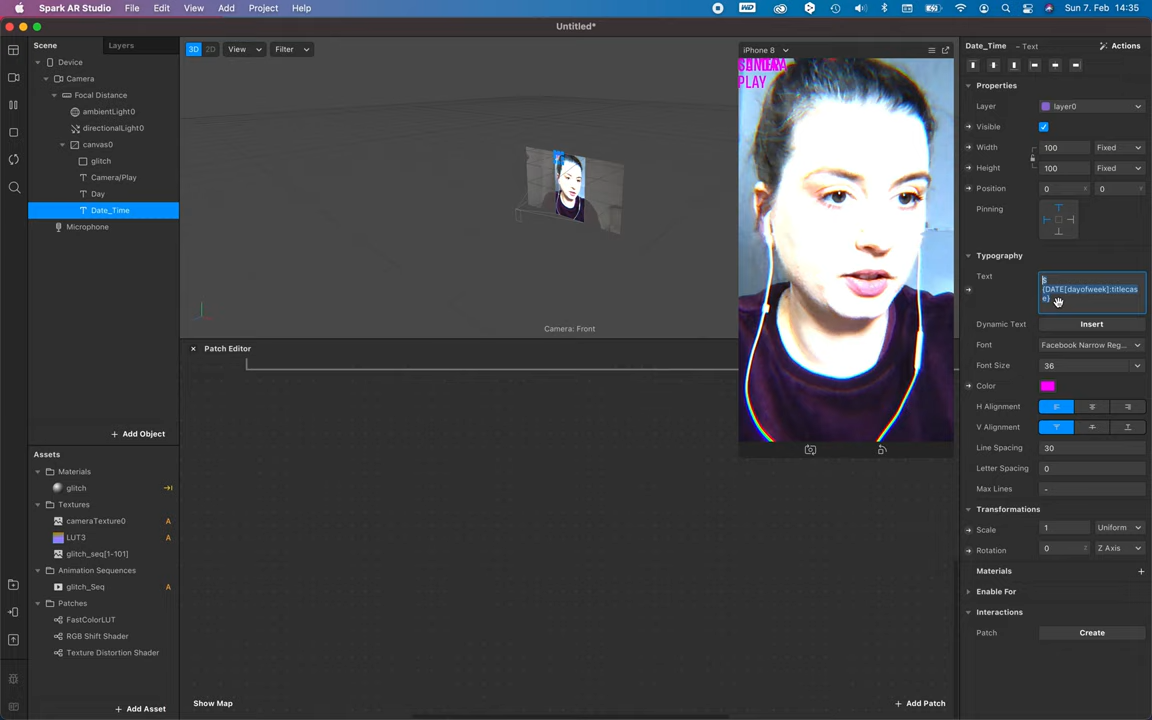 Spark AR Studio File Edit View Add Project Help Sun 7. Feb 14:35
Untitled*
Scene Layers
Device
Camera
Focal Distance
ambientLight0
directionalLight0
canvas0
glitch
Camera/Play
Day
Date_Time
Microphone
+ Add Object
Assets
Materials
glitch
Textures
cameraTexture0 A
LUT3 A
glitch_seq[1-101]
Animation Sequences
glitch_Seq A
Patches
FastColorLUT
RGB Shift Shader
Texture Distortion Shader
+ Add Asset
3D 2D View Filter
Camera: Front
iPhone 8
PLAY
× Patch Editor
Show Map
+ Add Patch
Date_Time – Text Actions
Properties
Layer layer0
Visible
Width 100 Fixed
Height 100 Fixed
Position 0 0
Pinning
Typography
Text
{DATE[dayofweek]:titlecas
e}
Dynamic Text Insert
Font Facebook Narrow Reg...
Font Size 36
Color
H Alignment
V Alignment
Line Spacing 30
Letter Spacing 0
Max Lines -
Transformations
Scale 1 Uniform
Rotation 0 Z Axis
Materials +
Enable For
Interactions
Patch Create